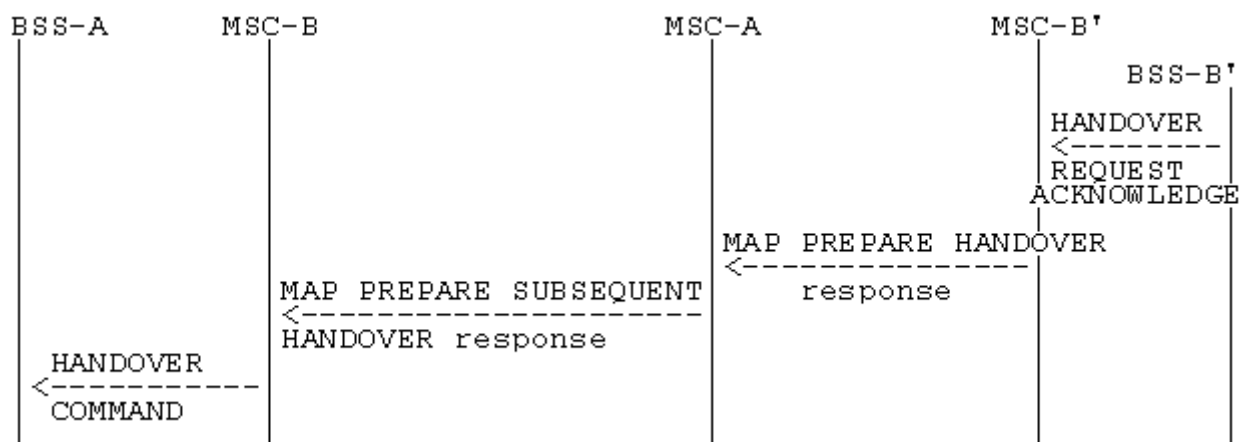 BSS-A MSC-B MSC-A MSC-B'
BSS-B'
HANDOVER
REQUEST
ACKNOWLEDGE
MAP PREPARE HANDOVER
response
MAP PREPARE SUBSEQUENT
HANDOVER response
HANDOVER
COMMAND